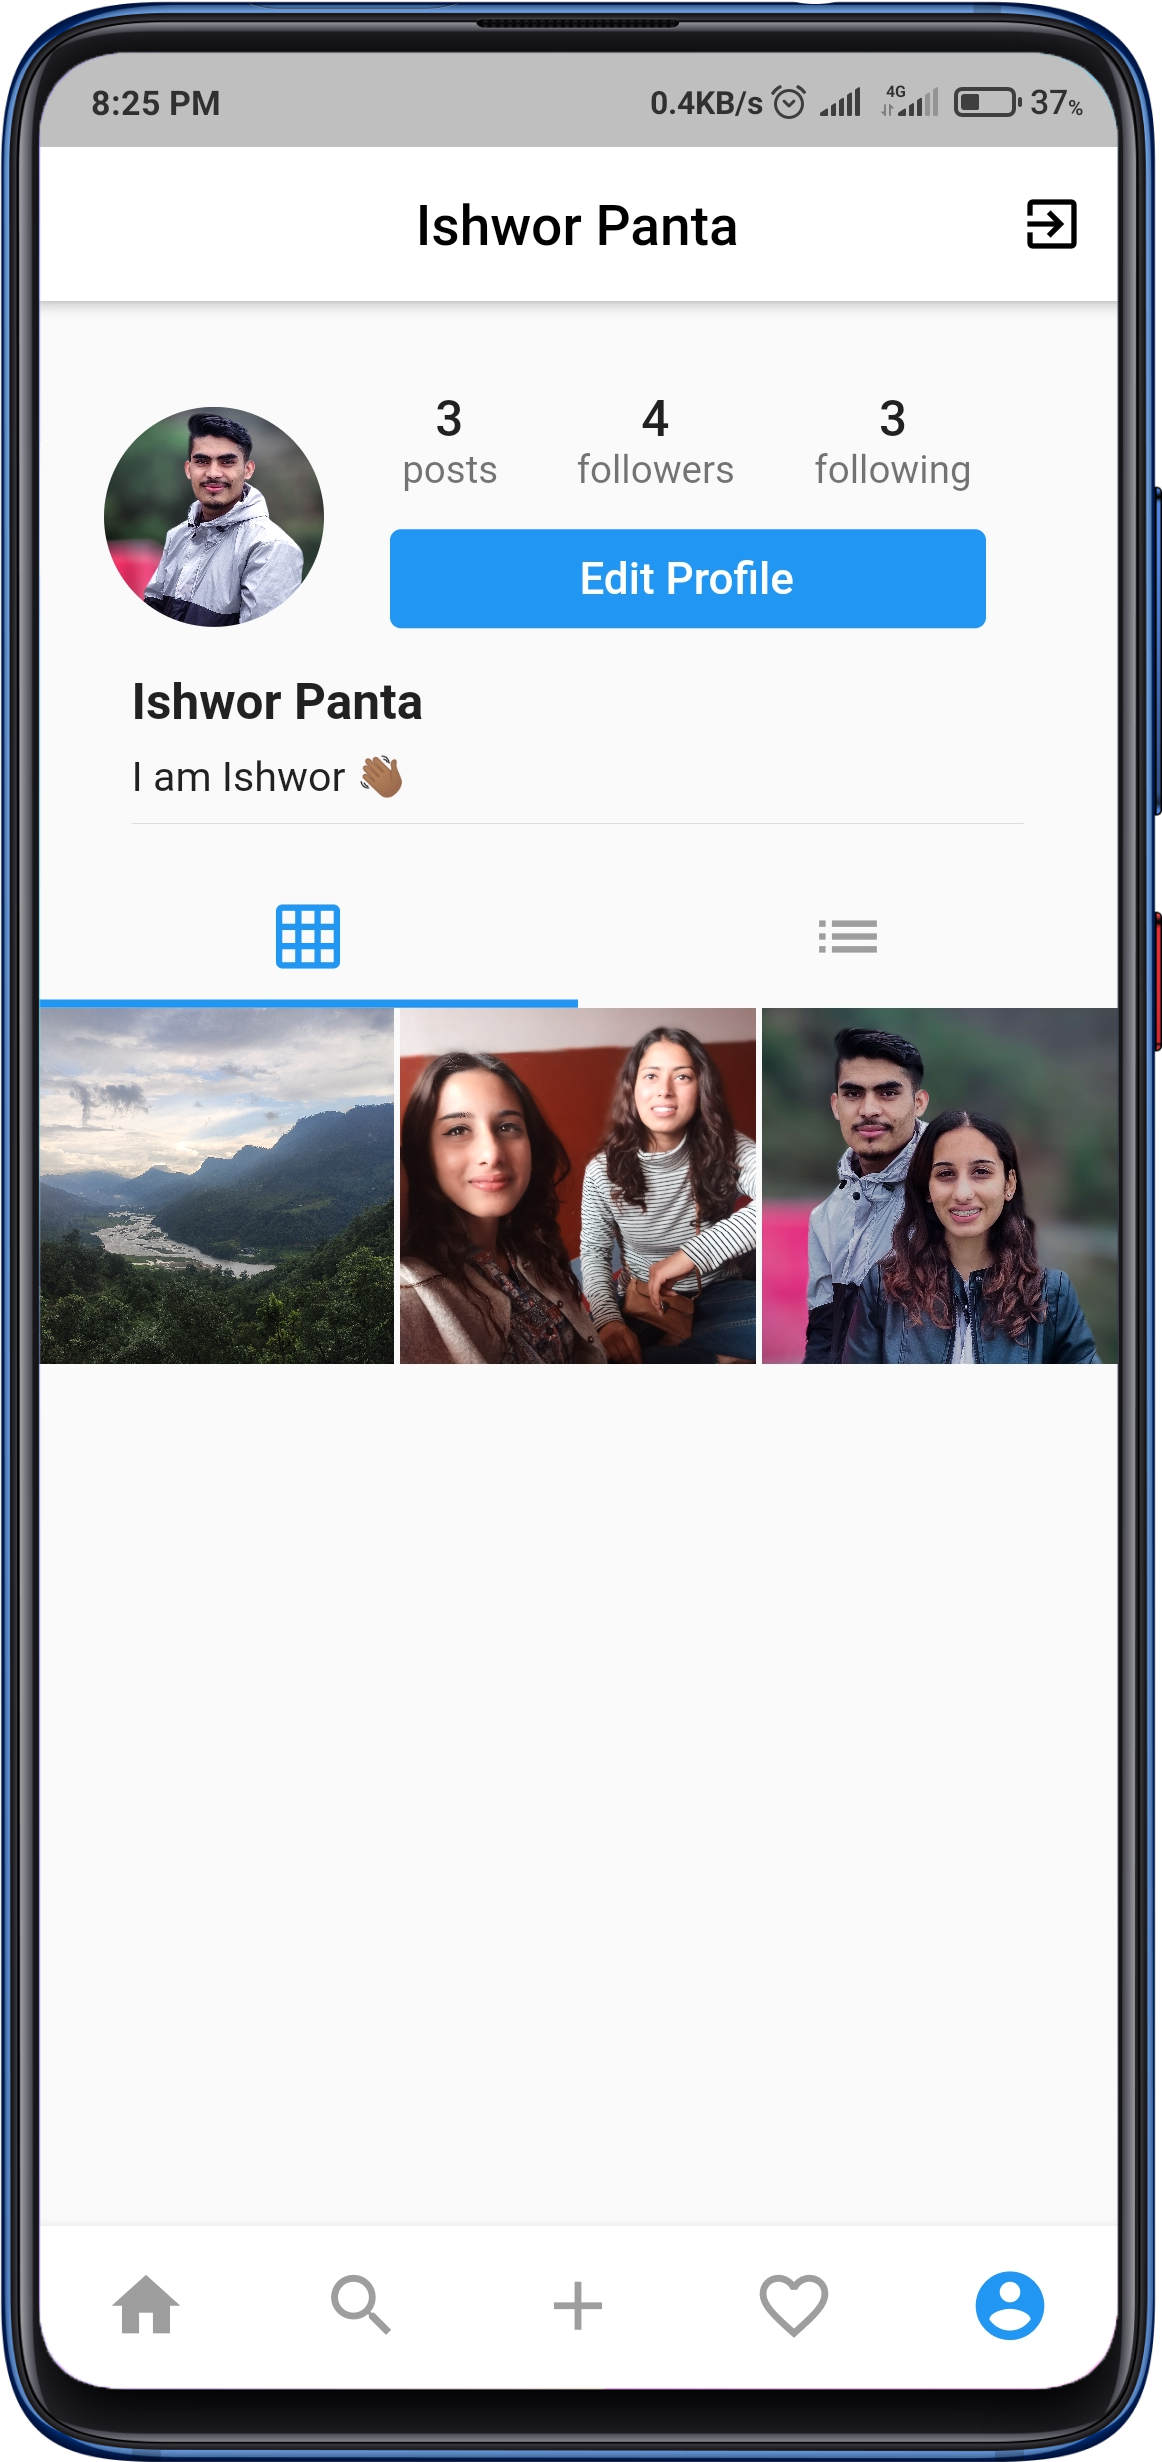 8:25 PM 0.4KB/s 4G 37%
Ishwor Panta
3 4 3
posts followers following
Edit Profile
Ishwor Panta
I am Ishwor 👋🏾